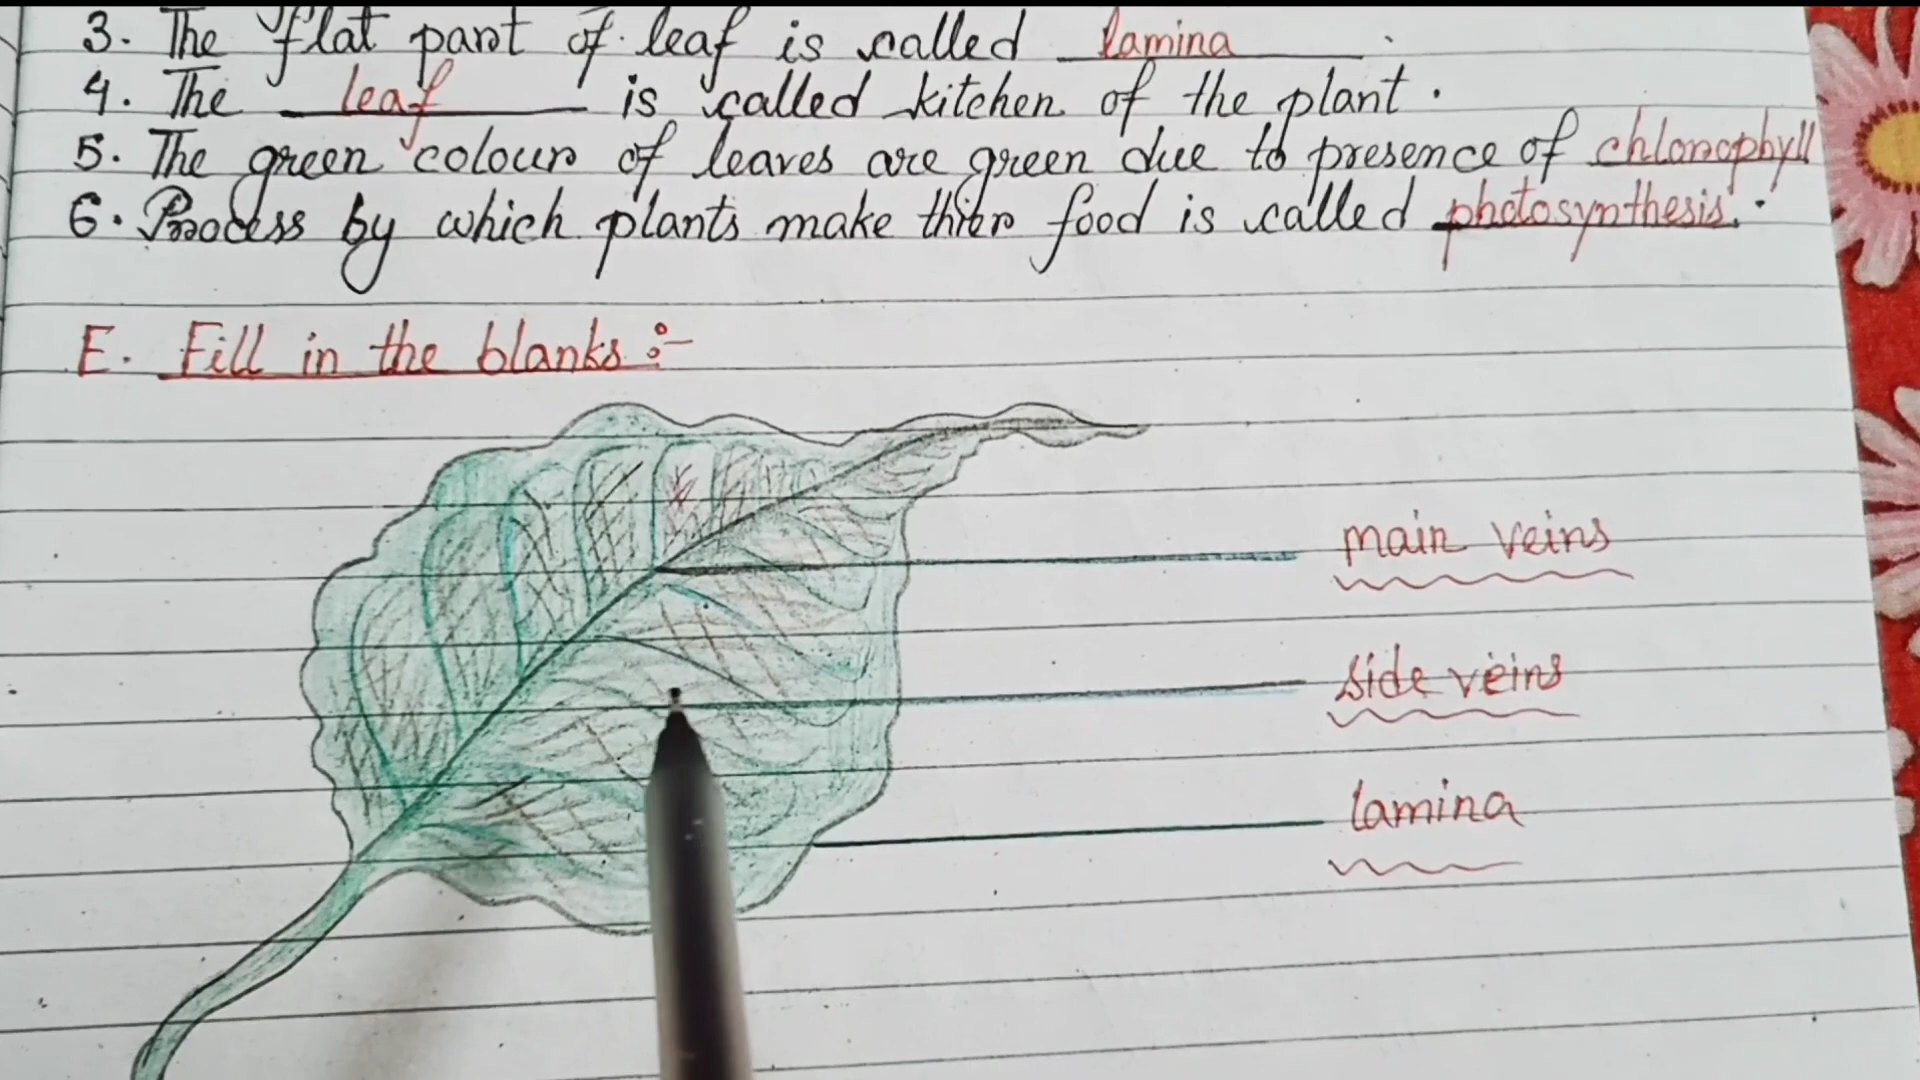 3. The flat part of leaf is called lamina.
4. The leaf is called kitchen of the plant.
5. The green colour of leaves are green due to presence of chlorophyll
6. Process by which plants make thier food is called photosynthesis.
E. Fill in the blanks :-
main veins
side veins
lamina